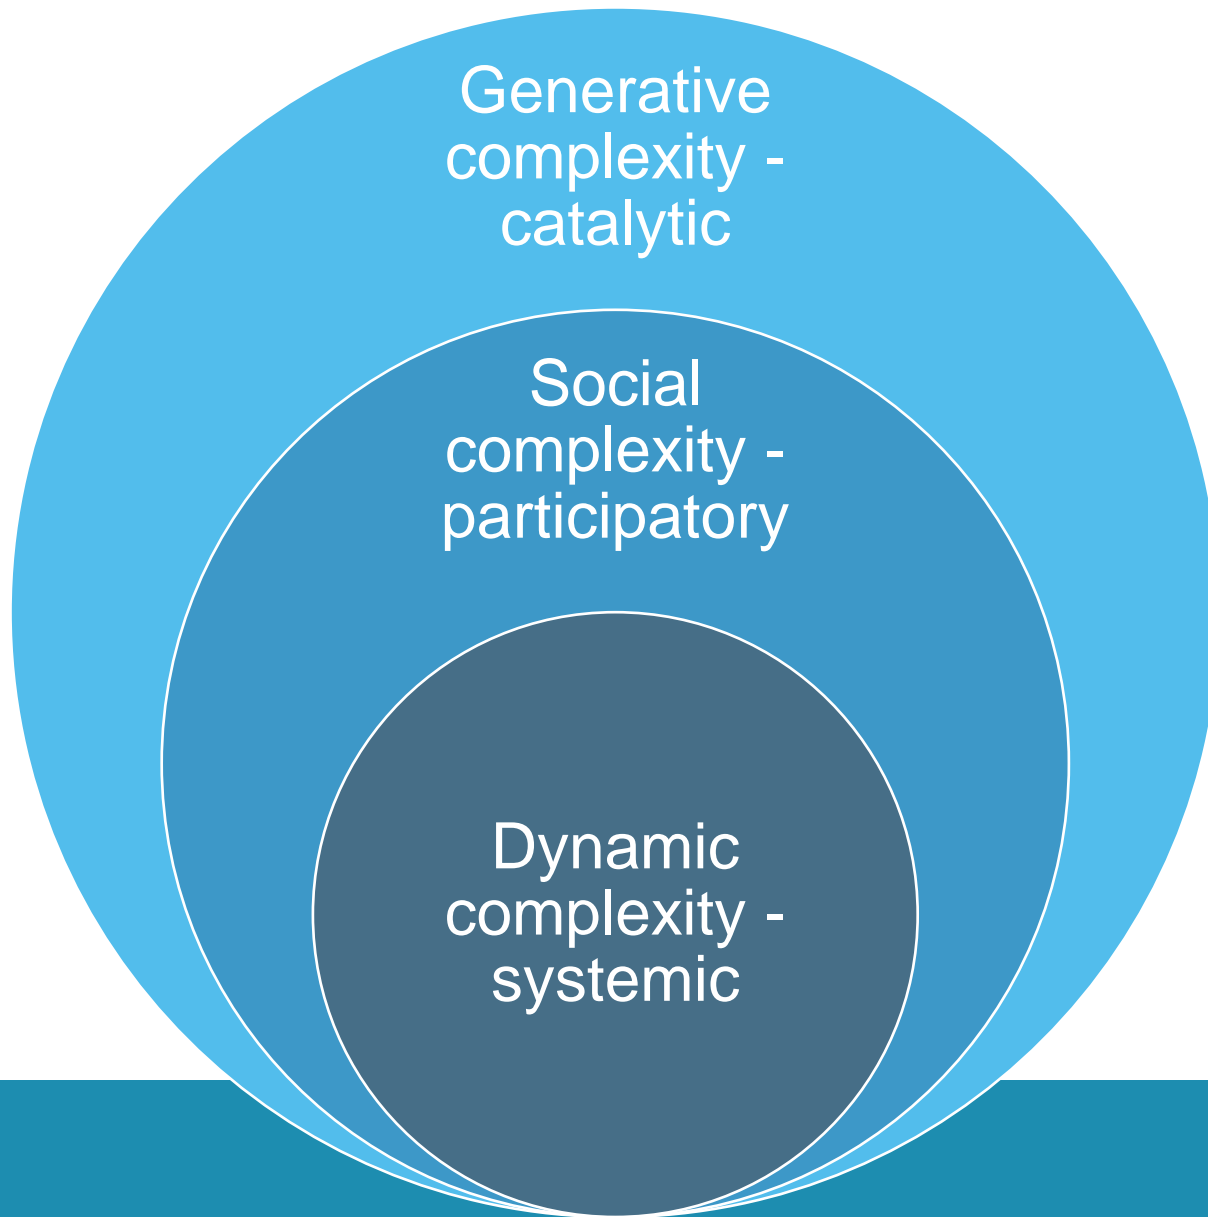 Generative
complexity -
catalytic
Social
complexity -
participatory
Dynamic
complexity -
systemic